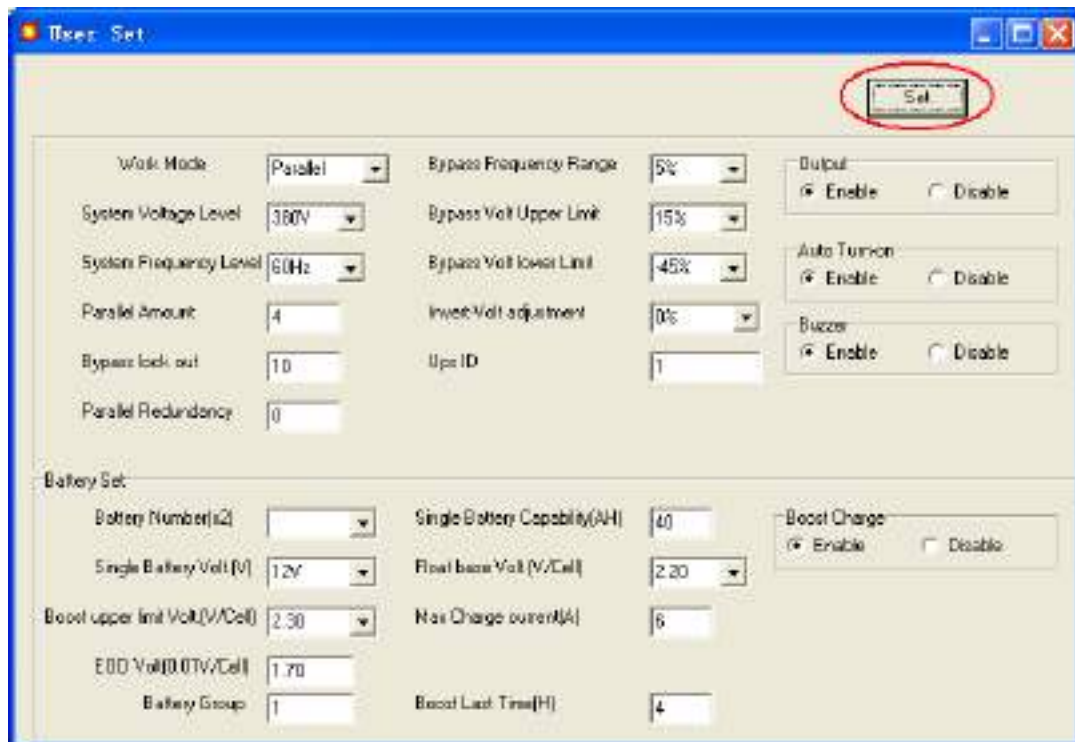 User Set
Set
Work Mode Parallel Bypass Frequency Range 5% Output
Enable Disable
System Voltage Level 380V Bypass Volt Upper Limit 15%
System Frequency Level 60Hz Bypass Volt lower Limit -45% Auto Turn-on
Enable Disable
Parallel Amount 4 Invert Volt adjustment 0% Buzzer
Enable Disable
Bypass lock out 10 Ups ID 1
Parallel Redundancy 0
Battery Set
Battery Number(x2) Single Battery Capability(AH) 40 Boost Charge
Enable Disable
Single Battery Volt (V) 12V Float base Volt (V/Cell) 2.20
Boost upper limit Volt(V/Cell) 2.30 Max Charge current(A) 6
EOD Volt(0.01V/Cell) 1.70
Battery Group 1 Boost Last Time(H) 4